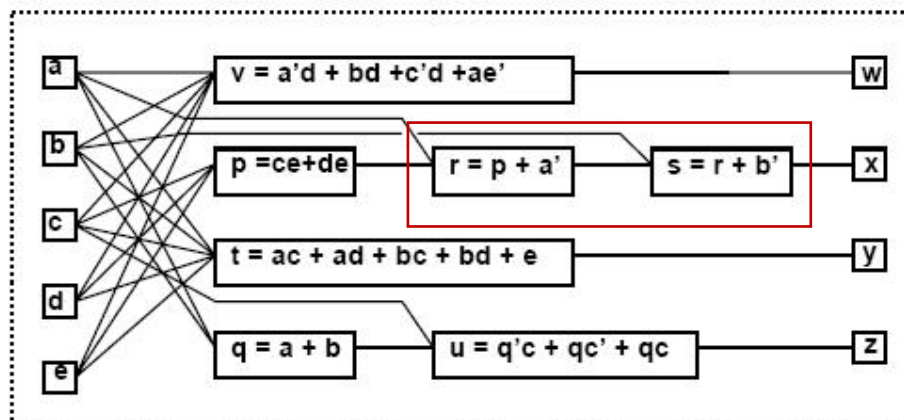 a
v = a'd + bd +c'd +ae'
w
b
p =ce+de
r = p + a'
s = r + b'
x
c
t = ac + ad + bc + bd + e
y
d
q = a + b
u = q'c + qc' + qc
z
e